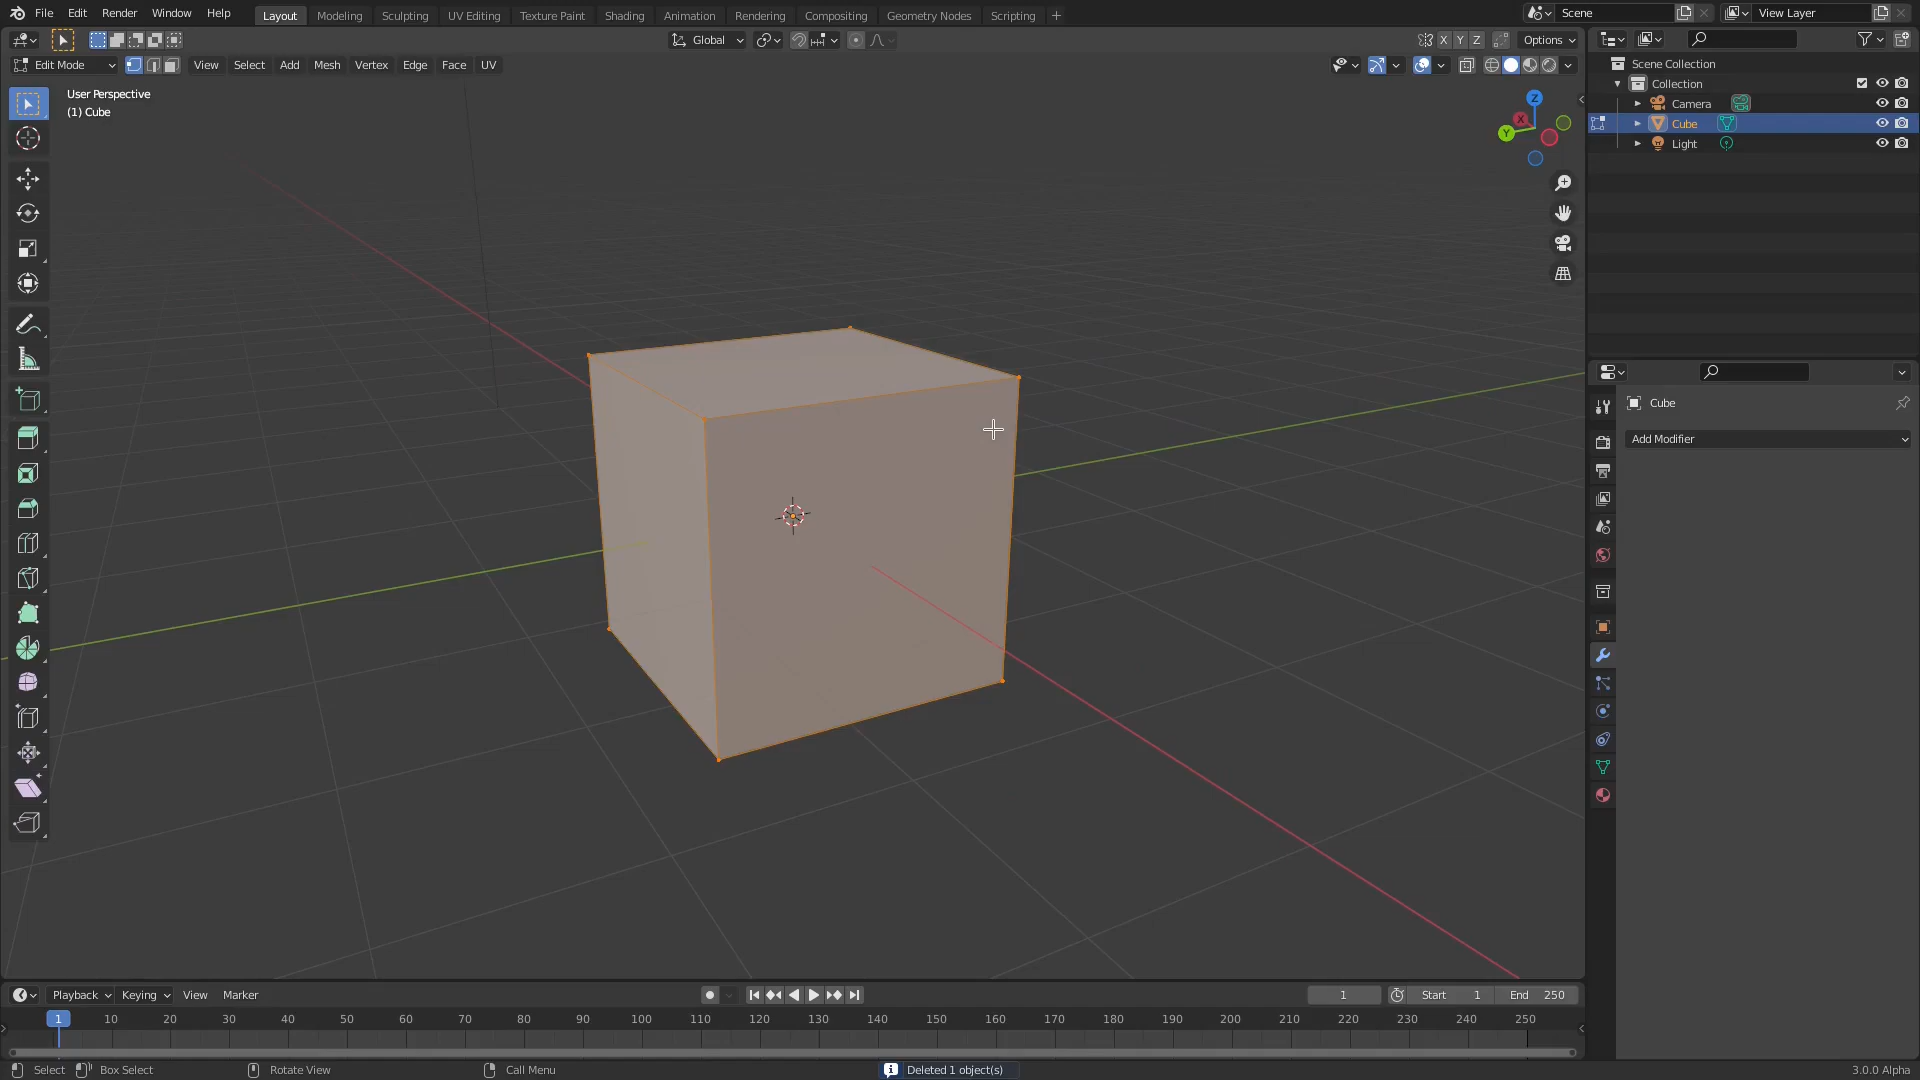 File Edit Render Window Help
Layout Modeling Sculpting UV Editing Texture Paint Shading Animation Rendering Compositing Geometry Nodes Scripting
Scene
View Layer
Global
X Y Z
Options
Edit Mode
View Select Add Mesh Vertex Edge Face UV
User Perspective
(1) Cube
Z
X
Y
Scene Collection
Collection
Camera
Cube
Light
Cube
Add Modifier
Playback Keying View Marker
1
Start 1 End 250
1 10 20 30 40 50 60 70 80 90 100 110 120 130 140 150 160 170 180 190 200 210 220 230 240 250
Select Box Select Rotate View Call Menu Deleted 1 object(s) 3.0.0 Alpha